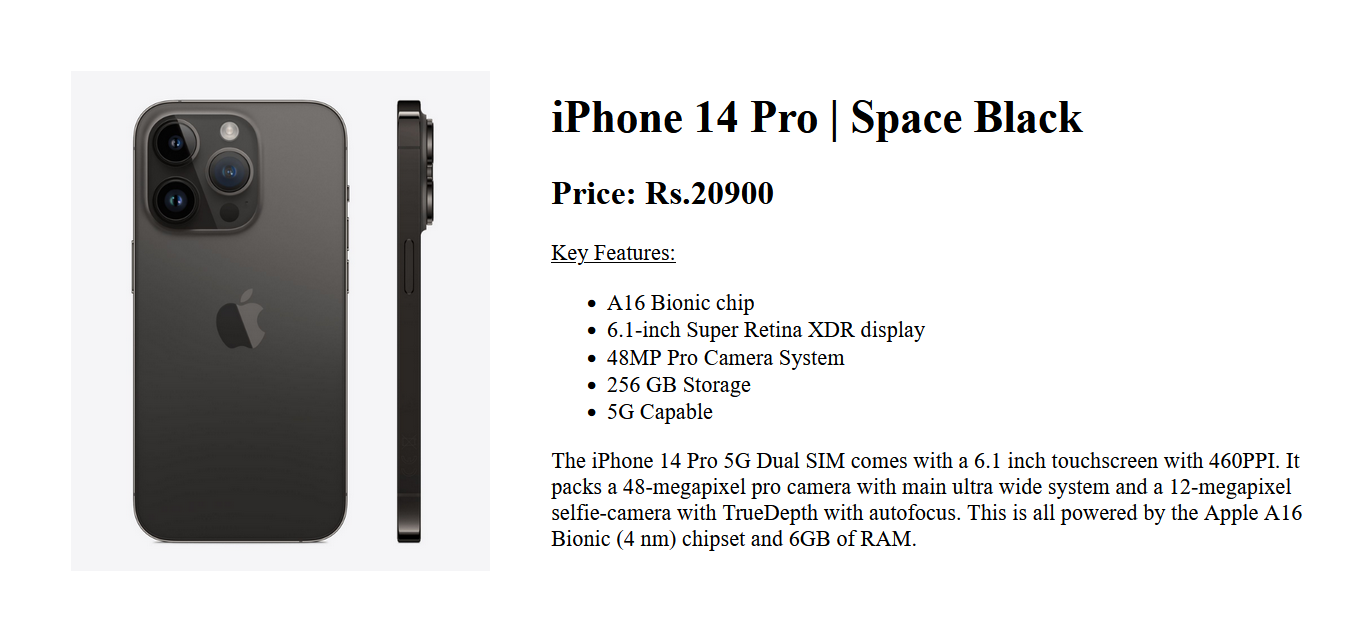 iPhone 14 Pro | Space Black
Price: Rs.20900
Key Features:
• A16 Bionic chip
• 6.1-inch Super Retina XDR display
• 48MP Pro Camera System
• 256 GB Storage
• 5G Capable
The iPhone 14 Pro 5G Dual SIM comes with a 6.1 inch touchscreen with 460PPI. It
packs a 48-megapixel pro camera with main ultra wide system and a 12-megapixel
selfie-camera with TrueDepth with autofocus. This is all powered by the Apple A16
Bionic (4 nm) chipset and 6GB of RAM.